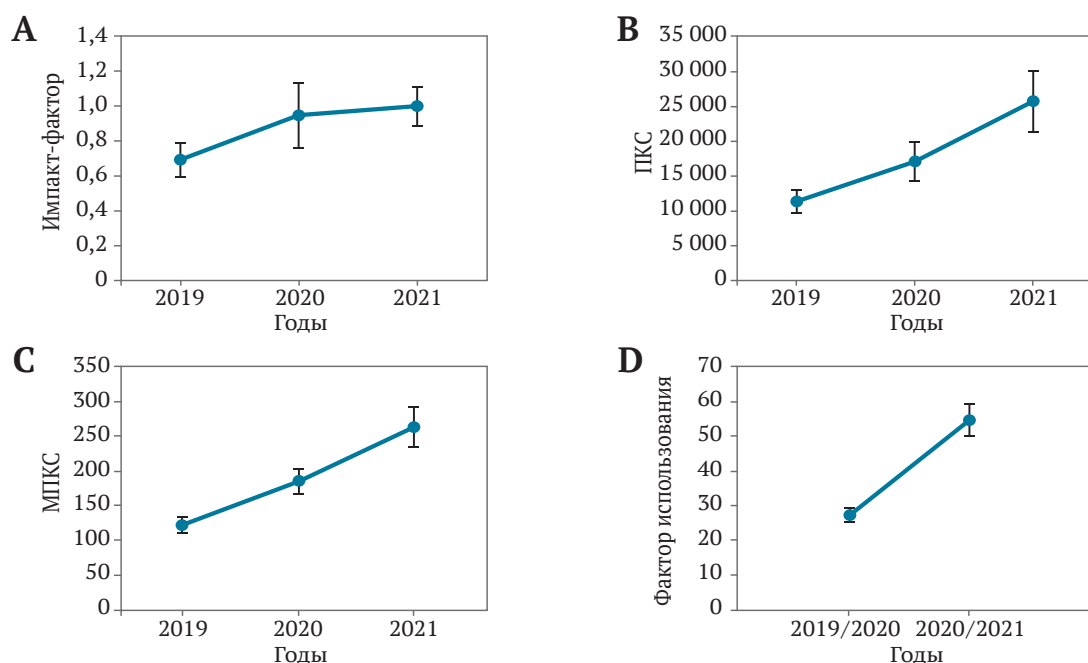 A
Импакт-фактор
1,4
1,2
1,0
0,8
0,6
0,4
0,2
0
2019 2020 2021
Годы
B
ПКС
35 000
30 000
25 000
20 000
15 000
10 000
5 000
0
2019 2020 2021
Годы
C
МПКС
350
300
250
200
150
100
50
0
2019 2020 2021
Годы
D
Фактор использования
70
60
50
40
30
20
10
0
2019/2020 2020/2021
Годы